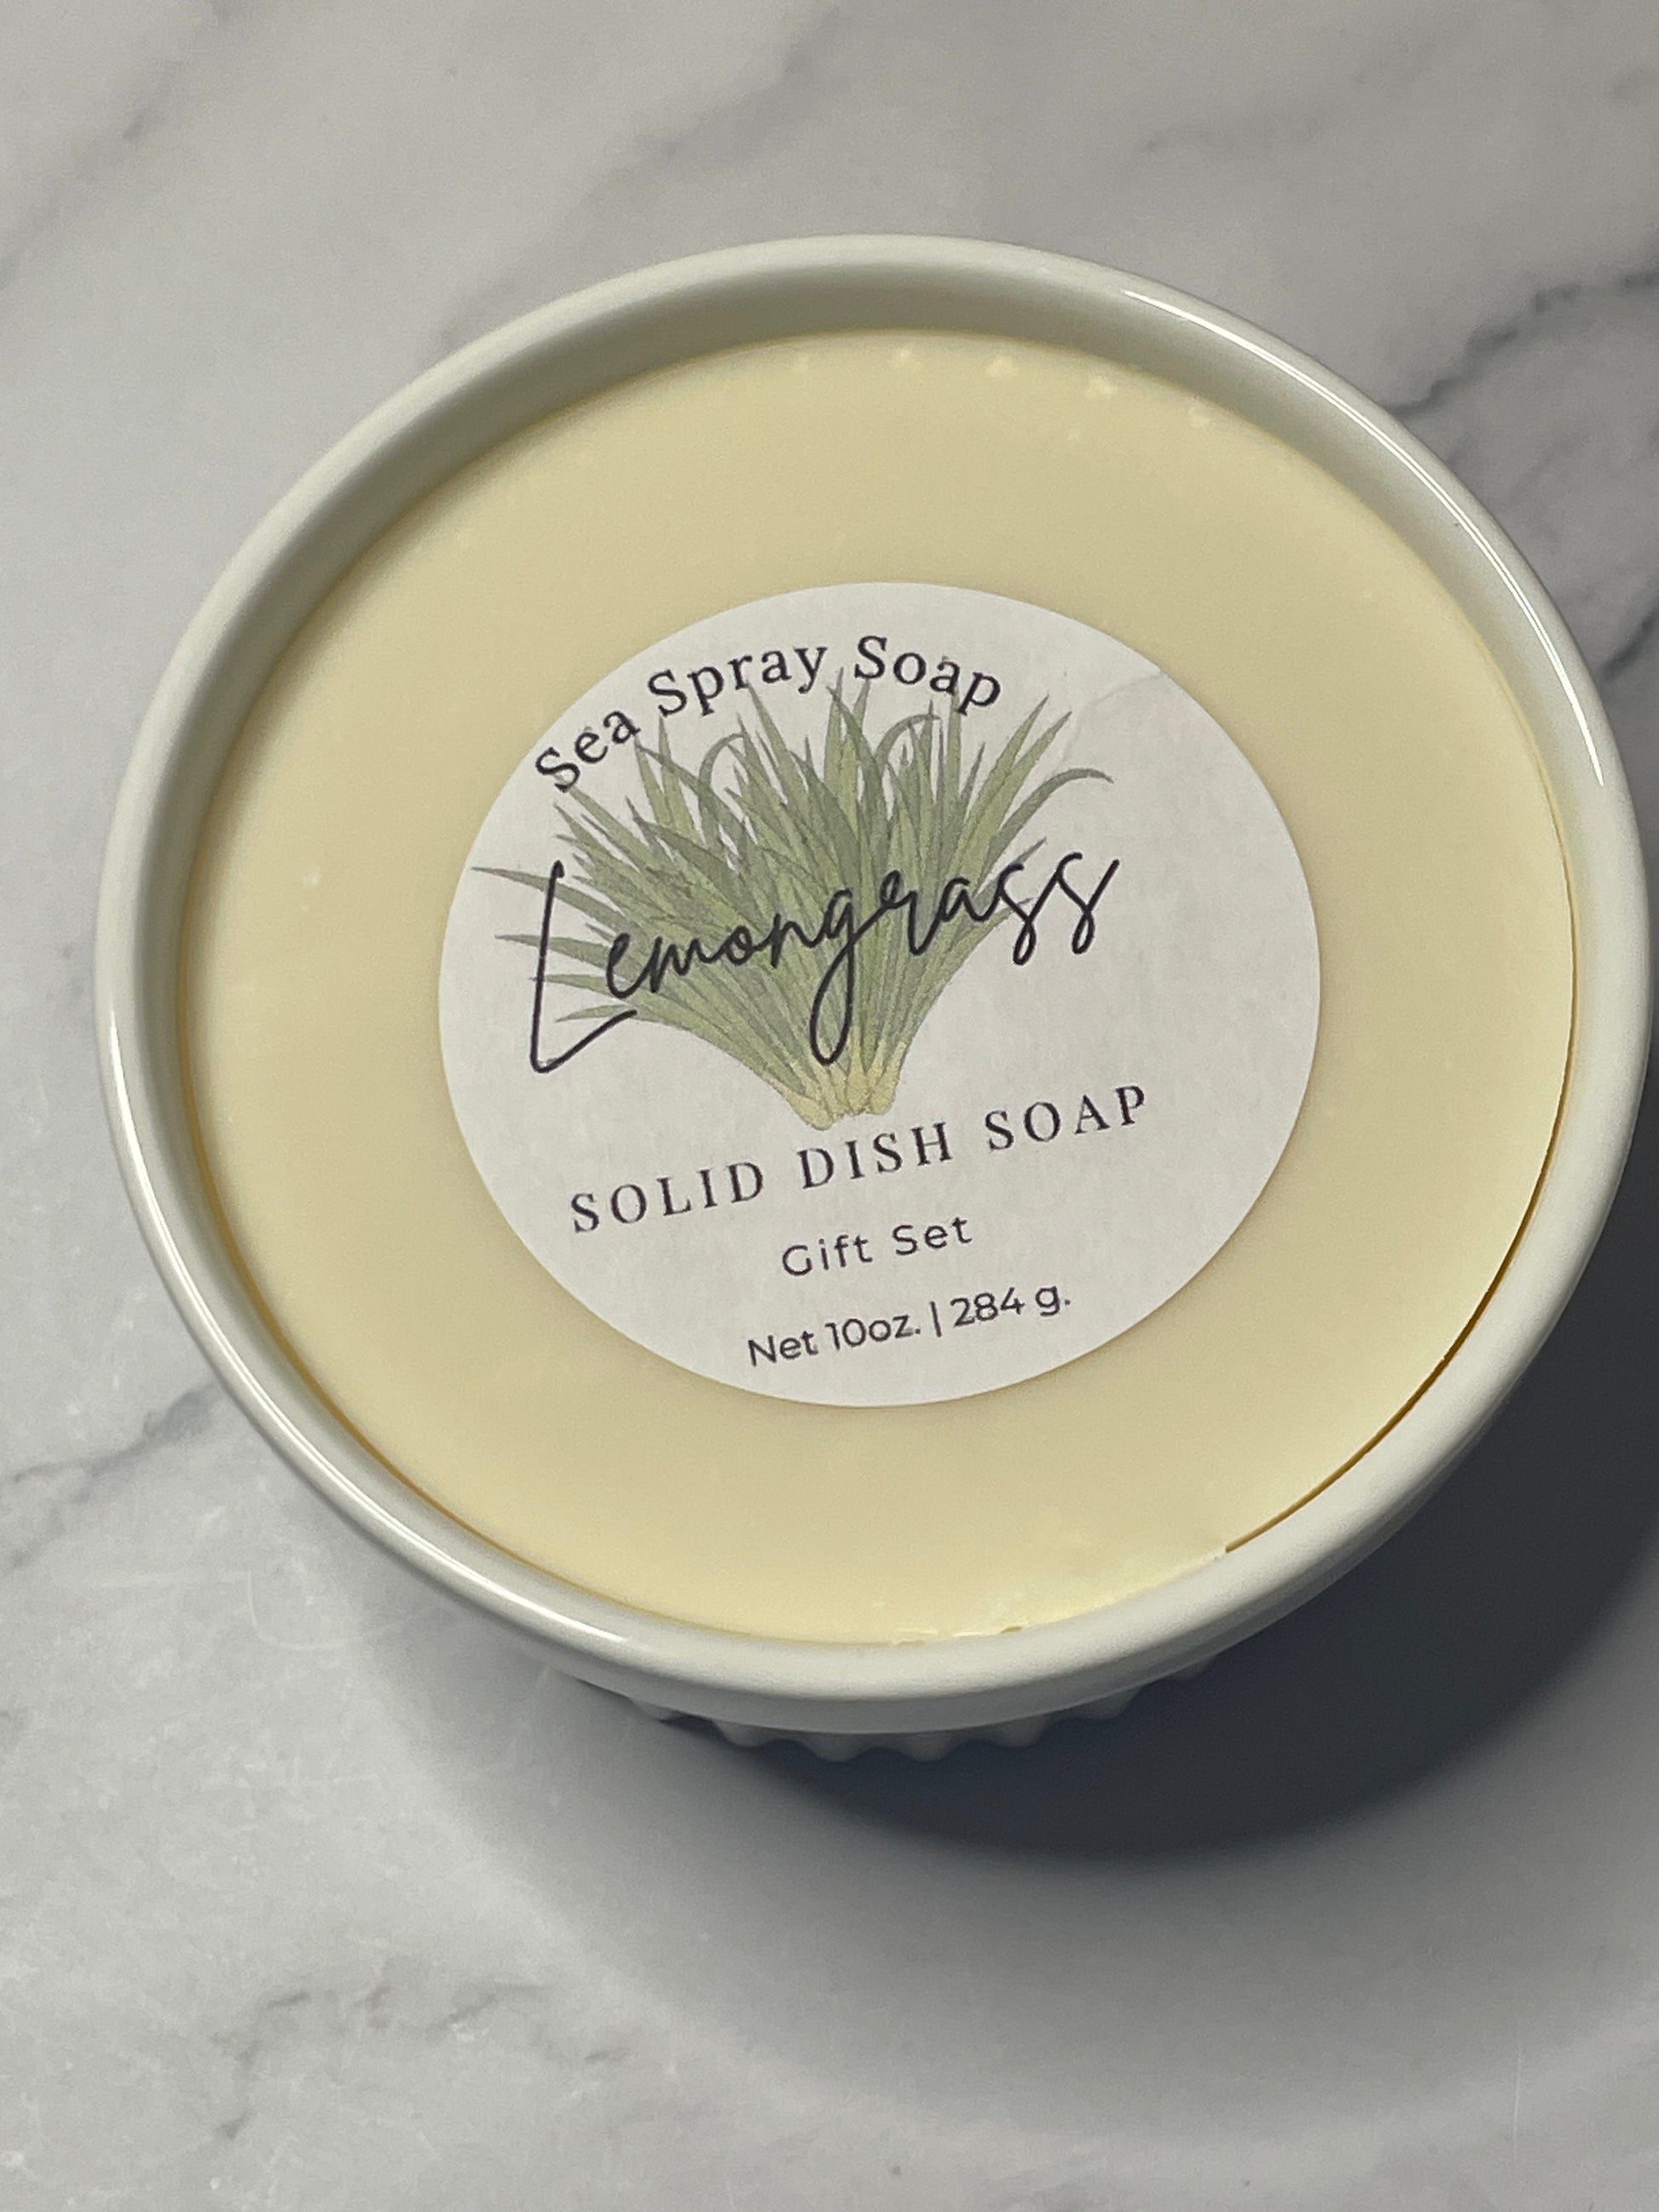 Sea Spray Soap
Lemongrass
SOLID DISH SOAP
Gift Set
Net 10oz. | 284 g.